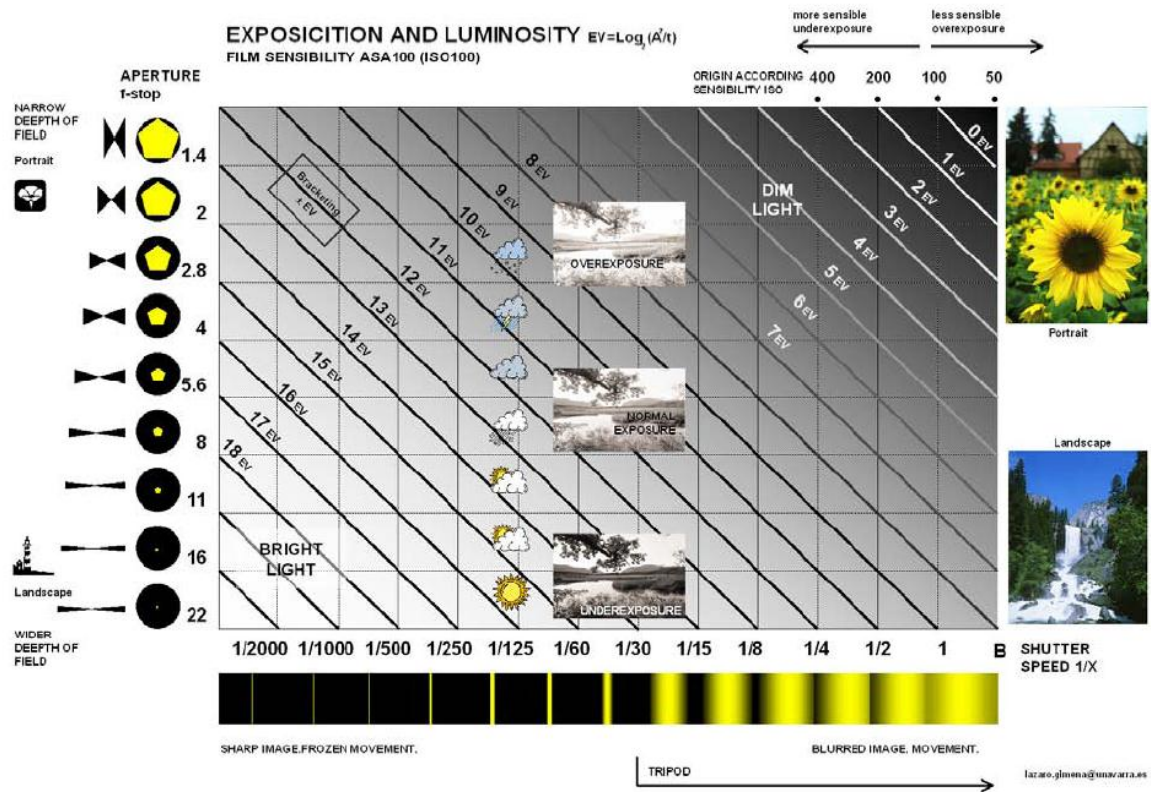 EXPOSICITION AND LUMINOSITY EV=Log₂(A²/t)
FILM SENSIBILITY ASA100 (ISO100)
more sensible
underexposure
less sensible
overexposure
ORIGIN ACCORDING
SENSIBILITY ISO
400
200
100
50
APERTURE
f-stop
NARROW
DEEPTH OF
FIELD
Portrait
1.4
2
2.8
4
5.6
8
11
16
22
Landscape
WIDER
DEEPTH OF
FIELD
0 EV
1 EV
2 EV
3 EV
4 EV
5 EV
6 EV
7 EV
8 EV
9 EV
10 EV
11 EV
12 EV
13 EV
14 EV
15 EV
16 EV
17 EV
18 EV
Bracketing
± EV
DIM
LIGHT
OVEREXPOSURE
NORMAL
EXPOSURE
UNDEREXPOSURE
BRIGHT
LIGHT
Portrait
Landscape
1/2000 1/1000 1/500 1/250 1/125 1/60 1/30 1/15 1/8 1/4 1/2 1 B
SHUTTER
SPEED 1/X
SHARP IMAGE.FROZEN MOVEMENT.
BLURRED IMAGE. MOVEMENT.
TRIPOD
lazaro.gimena@unavarra.es